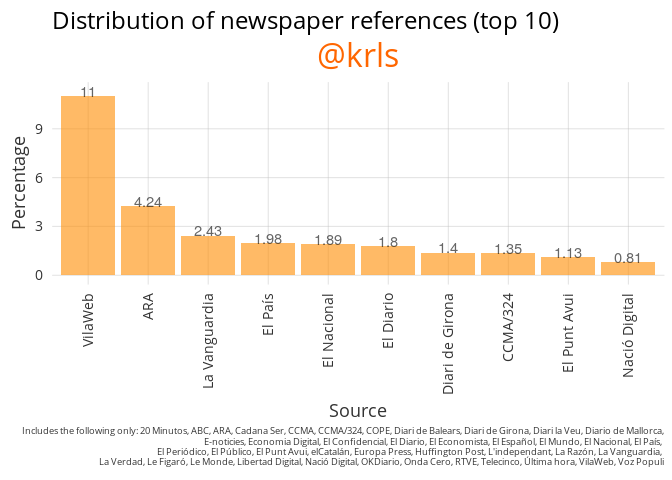 Distribution of newspaper references (top 10)
@krls
Percentage
9
6
3
0
11
4.24
2.43
1.98
1.89
1.8
1.4
1.35
1.13
0.81
VilaWeb
ARA
La Vanguardia
El País
El Nacional
El Diario
Diari de Girona
CCMA/324
El Punt Avui
Nació Digital
Source
Includes the following only: 20 Minutos, ABC, ARA, Cadana Ser, CCMA, CCMA/324, COPE, Diari de Balears, Diari de Girona, Diari la Veu, Diario de Mallorca,
E-noticies, Economia Digital, El Confidencial, El Diario, El Economista, El Español, El Mundo, El Nacional, El País,
El Periódico, El Público, El Punt Avui, elCatalán, Europa Press, Huffington Post, L'independant, La Razón, La Vanguardia,
La Verdad, Le Figaró, Le Monde, Libertad Digital, Nació Digital, OKDiario, Onda Cero, RTVE, Telecinco, Última hora, VilaWeb, Voz Populi